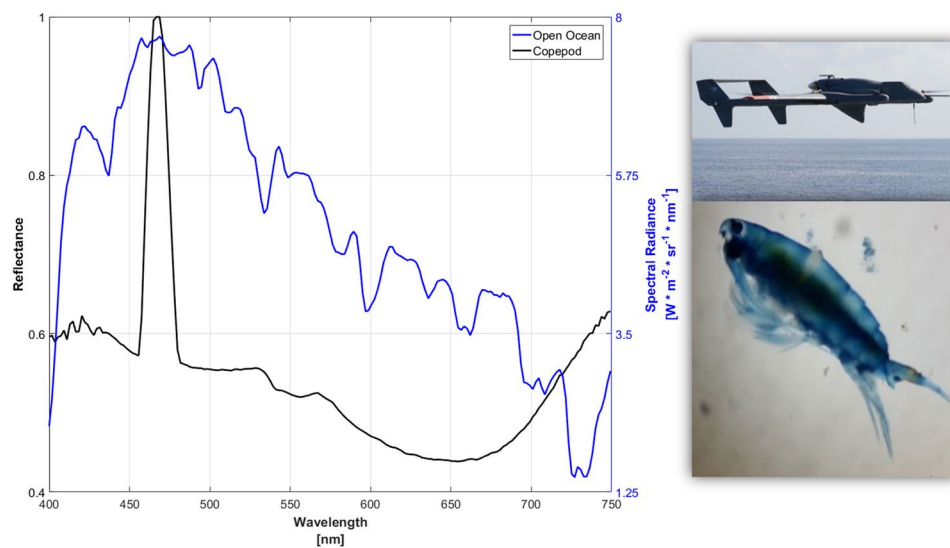 1
0.8
0.6
0.4
Reflectance
400
450
500
550
600
650
700
750
Wavelength
[nm]
8
5.75
3.5
1.25
Spectral Radiance
[W * m-2 * sr-1 * nm-1]
Open Ocean
Copepod